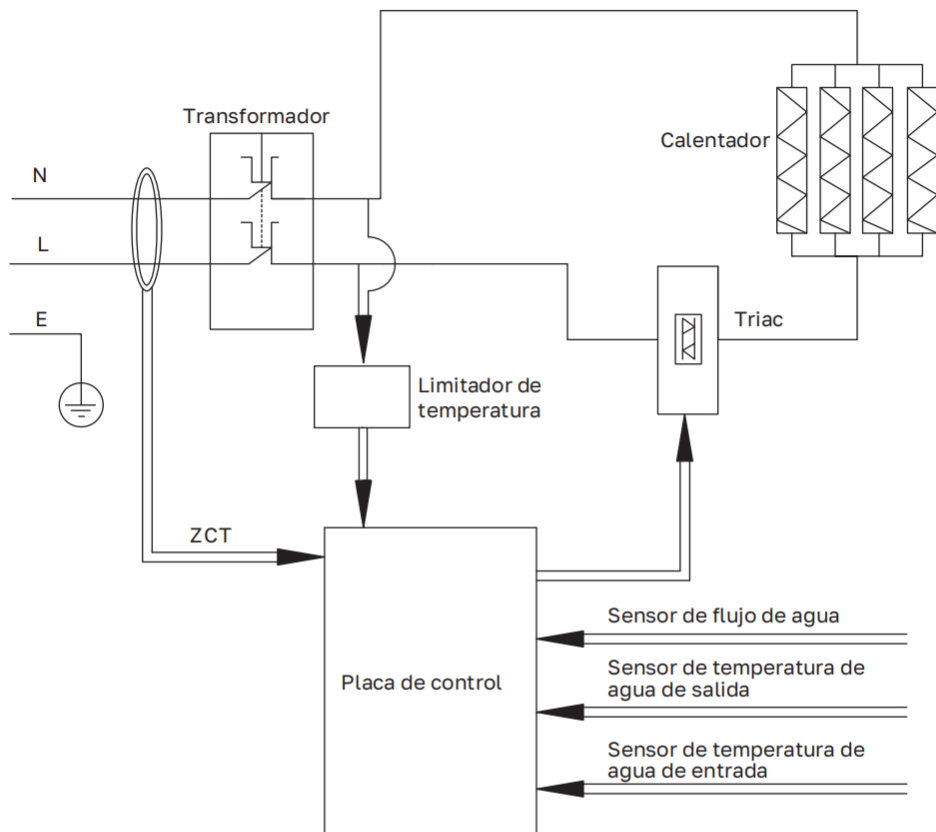 Transformador
Calentador
N
L
E
Triac
Limitador de
temperatura
ZCT
Placa de control
Sensor de flujo de agua
Sensor de temperatura de
agua de salida
Sensor de temperatura de
agua de entrada